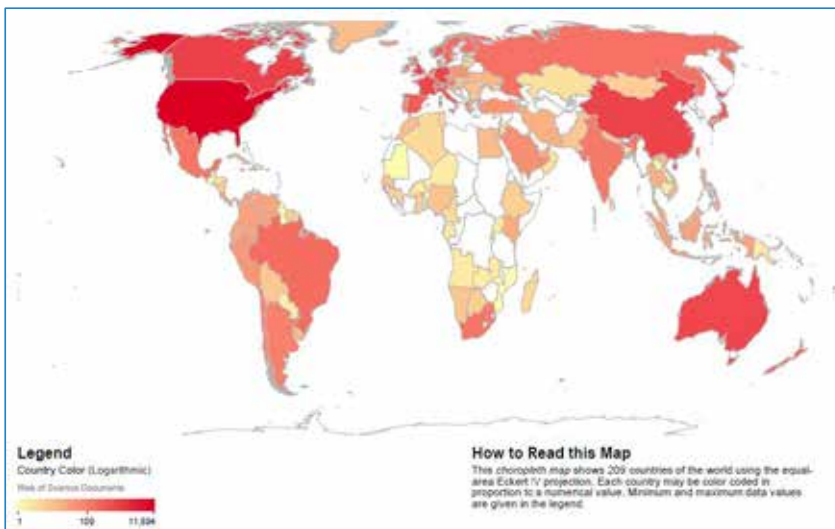 Legend
Country Color (Logarithmic)
Web of Science Documents
1 109 11,894
How to Read this Map
This choropleth map shows 209 countries of the world using the equal-
area Eckert IV projection. Each country may be color coded in
proportion to a numerical value. Minimum and maximum data values
are given in the legend.